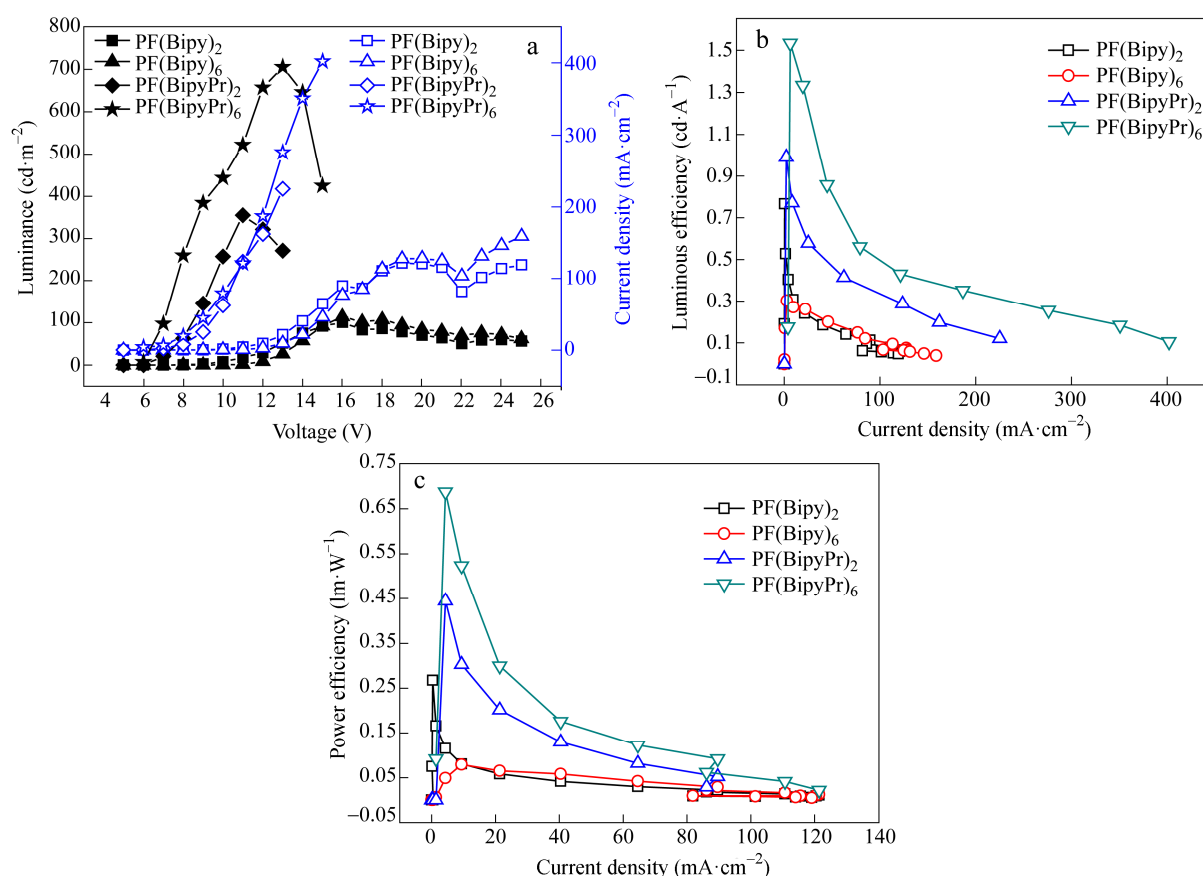 a
800
700
600
500
400
300
200
100
0
Luminance (cd·m⁻²)
PF(Bipy)₂
PF(Bipy)₆
PF(BipyPr)₂
PF(BipyPr)₆
PF(Bipy)₂
PF(Bipy)₆
PF(BipyPr)₂
PF(BipyPr)₆
400
300
200
100
0
Current density (mA·cm⁻²)
4 6 8 10 12 14 16 18 20 22 24 26
Voltage (V)
b
1.5
1.2
0.9
0.6
0.3
0.1
−0.1
Luminous efficiency (cd·A⁻¹)
PF(Bipy)₂
PF(Bipy)₆
PF(BipyPr)₂
PF(BipyPr)₆
0 100 200 300 400
Current density (mA·cm⁻²)
c
0.75
0.65
0.55
0.45
0.35
0.25
0.15
0.05
−0.05
Power efficiency (lm·W⁻¹)
PF(Bipy)₂
PF(Bipy)₆
PF(BipyPr)₂
PF(BipyPr)₆
0 20 40 60 80 100 120 140
Current density (mA·cm⁻²)